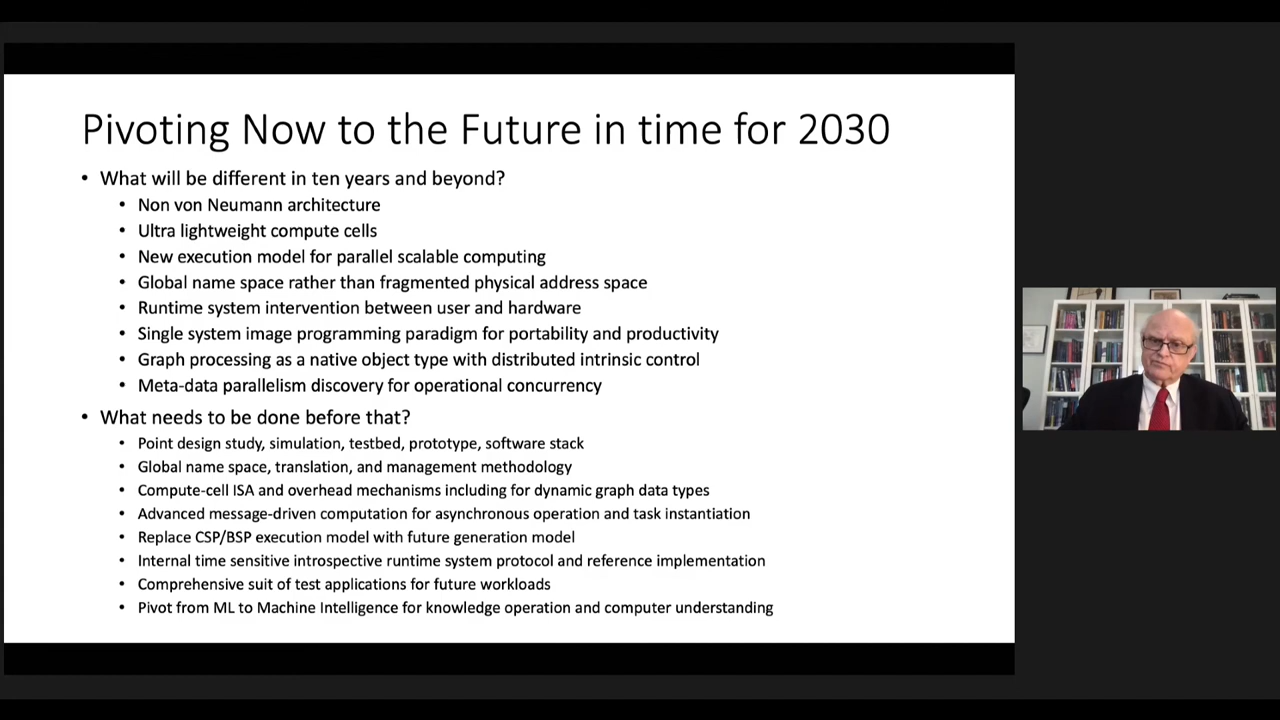 Pivoting Now to the Future in time for 2030
• What will be different in ten years and beyond?
• Non von Neumann architecture
• Ultra lightweight compute cells
• New execution model for parallel scalable computing
• Global name space rather than fragmented physical address space
• Runtime system intervention between user and hardware
• Single system image programming paradigm for portability and productivity
• Graph processing as a native object type with distributed intrinsic control
• Meta-data parallelism discovery for operational concurrency
• What needs to be done before that?
• Point design study, simulation, testbed, prototype, software stack
• Global name space, translation, and management methodology
• Compute-cell ISA and overhead mechanisms including for dynamic graph data types
• Advanced message-driven computation for asynchronous operation and task instantiation
• Replace CSP/BSP execution model with future generation model
• Internal time sensitive introspective runtime system protocol and reference implementation
• Comprehensive suit of test applications for future workloads
• Pivot from ML to Machine Intelligence for knowledge operation and computer understanding